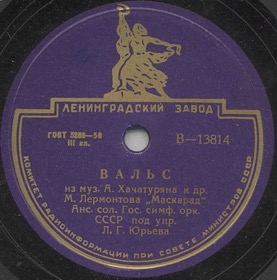 ЛЕНИНГРАДСКИЙ ЗАВОД
ГОСТ 5289-50
III кл.
В—13814
ВАЛЬС
из муз. А. Хачатуряна к др.
М. Лермонтова „Маскарад"
Анс. сол. Гос. симф. орк.
СССР под упр.
Л. Г. Юрьева
КОМИТЕТ РАДИОИНФОРМАЦИИ ПРИ СОВЕТЕ МИНИСТРОВ СССР